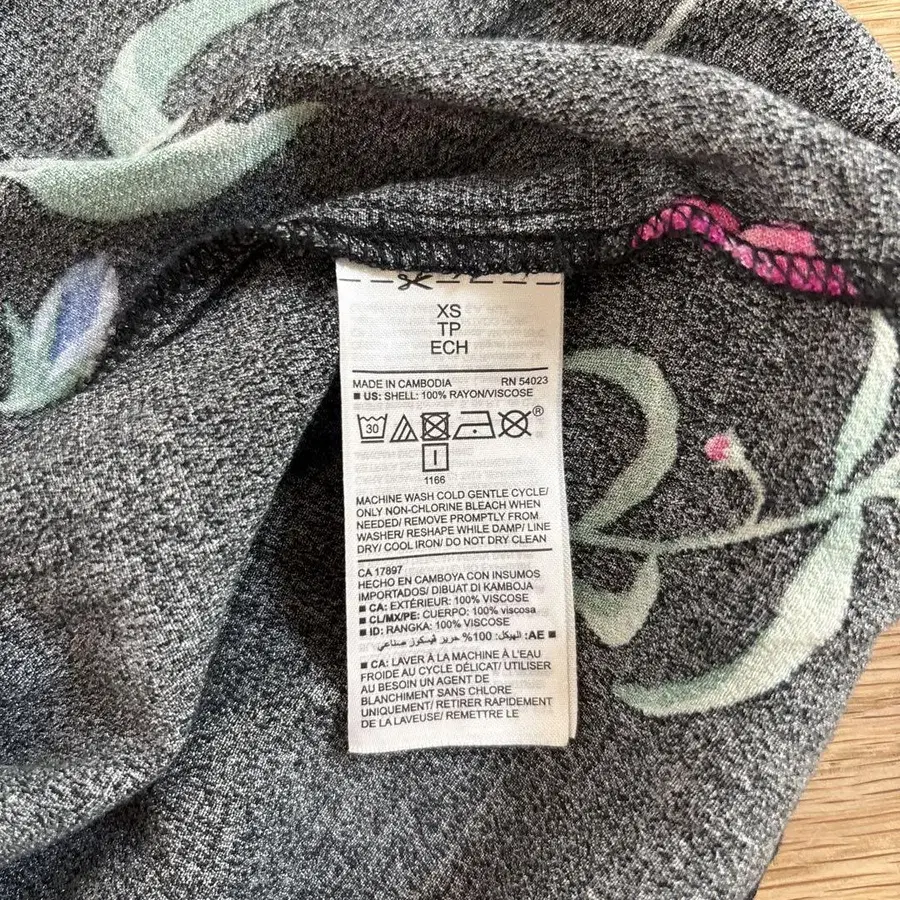 XS
TP
ECH
MADE IN CAMBODIA RN 54023
■ US: SHELL: 100% RAYON/VISCOSE
30
®
1166
MACHINE WASH COLD GENTLE CYCLE/
ONLY NON-CHLORINE BLEACH WHEN
NEEDED/ REMOVE PROMPTLY FROM
WASHER/ RESHAPE WHILE DAMP/ LINE
DRY/ COOL IRON/ DO NOT DRY CLEAN
CA 17897
HECHO EN CAMBOYA CON INSUMOS
IMPORTADOS/ DIBUAT DI KAMBOJA
■ CA: EXTÉRIEUR: 100% VISCOSE
■ CL/MX/PE: CUERPO: 100% viscosa
■ ID: RANGKA: 100% VISCOSE
■ AE: الهيكل: 100% حرير فيسكوز صناعي
■ CA: LAVER À LA MACHINE À L'EAU
FROIDE AU CYCLE DÉLICAT/ UTILISER
AU BESOIN UN AGENT DE
BLANCHIMENT SANS CHLORE
UNIQUEMENT/ RETIRER RAPIDEMENT
DE LA LAVEUSE/ REMETTRE LE